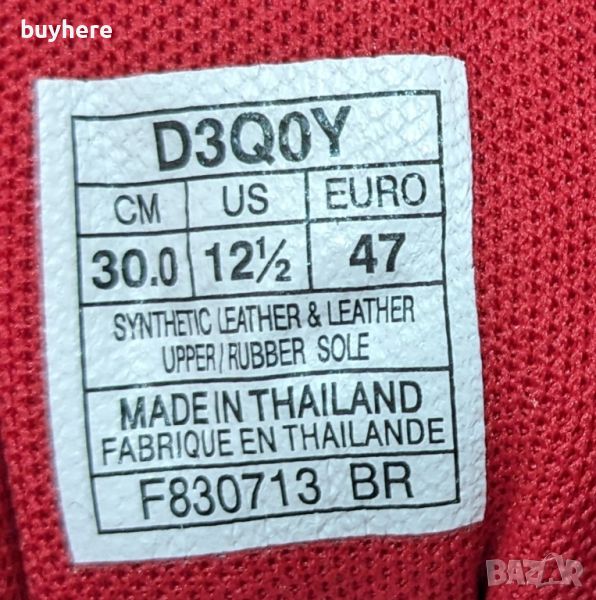 buyhere
D3Q0Y
CM US EURO
30.0 12½ 47
SYNTHETIC LEATHER & LEATHER
UPPER/RUBBER SOLE
MADE IN THAILAND
FABRIQUE EN THAILANDE
F830713 BR
BAZAR